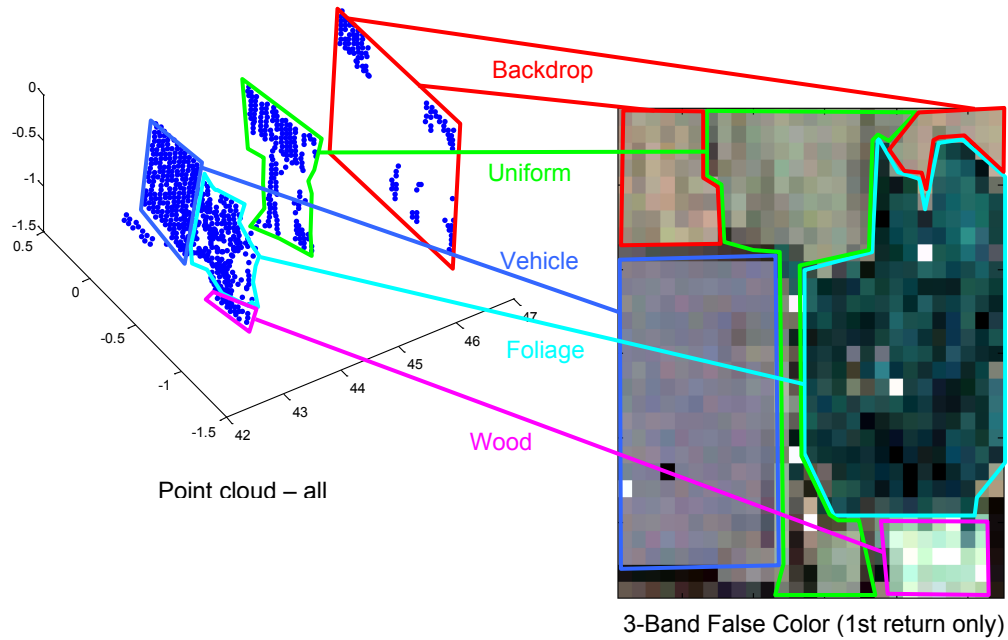 Backdrop
0
-0.5
-1
-1.5
0.5
Uniform
Vehicle
0
-0.5
-1
-1.5
42
43
44
45
46
47
Foliage
Wood
Point cloud – all
3-Band False Color (1st return only)